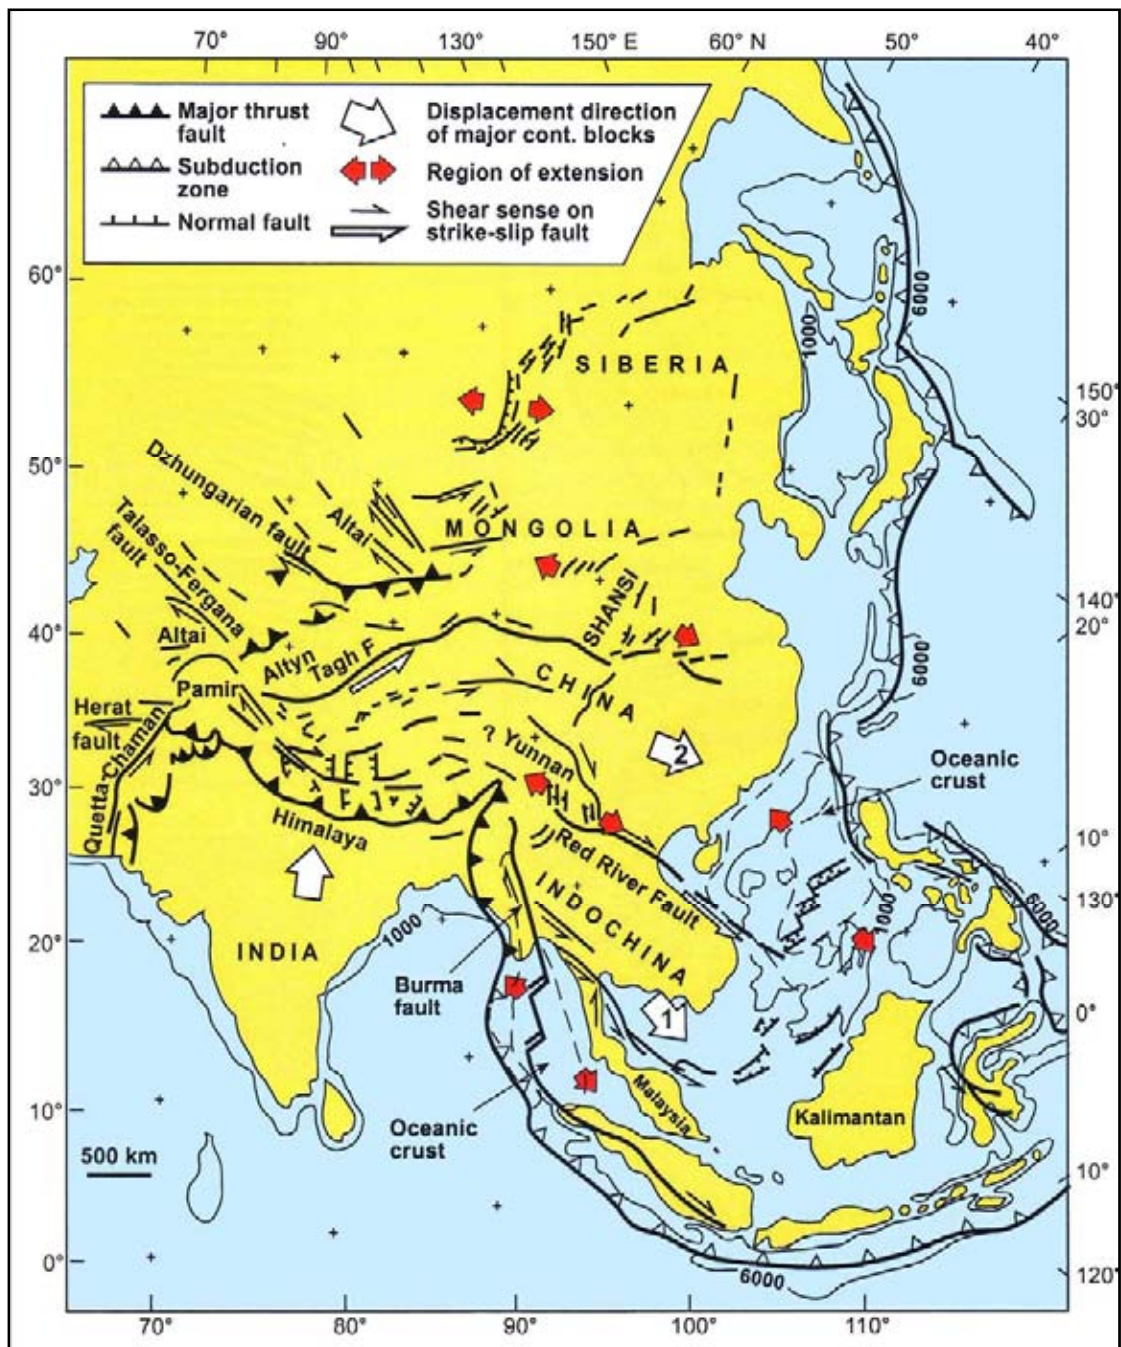 70°
90°
130°
150° E
60° N
50°
40°
Major thrust
fault
Subduction
zone
Normal fault
Displacement direction
of major cont. blocks
Region of extension
Shear sense on
strike-slip fault
60°
50°
40°
30°
20°
10°
0°
150°
30°
140°
20°
10°
130°
0°
10°
120°
6000
1000
SIBERIA
Dzhungarian fault
Altai
MONGOLIA
Talasso-Fergana
fault
SHANSI
Altai
Altyn
Tagh F
CHINA
Pamir
Herat
fault
Quetta Chaman
? Yunnan
2
Oceanic
crust
6000
Himalaya
Red River Fault
INDOCHINA
INDIA
1000
1000
6000
Burma
fault
1
Malaysia
Kalimantan
Oceanic
crust
500 km
6000
70°
80°
90°
100°
110°